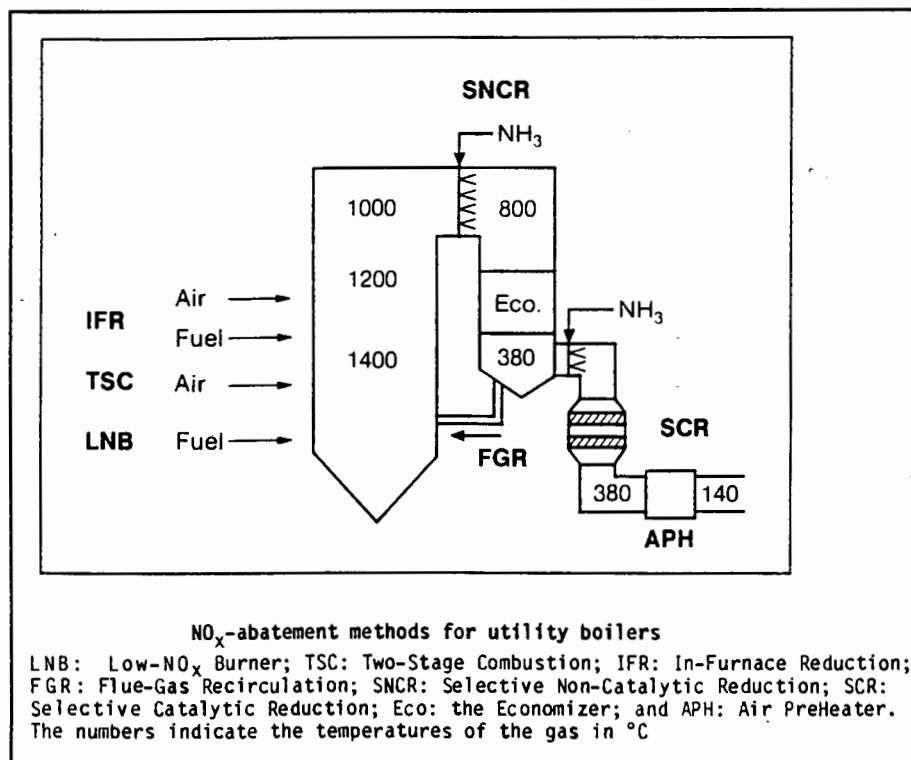 SNCR
NH3
1000
800
1200
Air
IFR
Eco.
NH3
Fuel
1400
380
TSC
Air
SCR
LNB
Fuel
FGR
380
140
APH
NOx-abatement methods for utility boilers
LNB: Low-NOx Burner; TSC: Two-Stage Combustion; IFR: In-Furnace Reduction;
FGR: Flue-Gas Recirculation; SNCR: Selective Non-Catalytic Reduction; SCR:
Selective Catalytic Reduction; Eco: the Economizer; and APH: Air PreHeater.
The numbers indicate the temperatures of the gas in °C